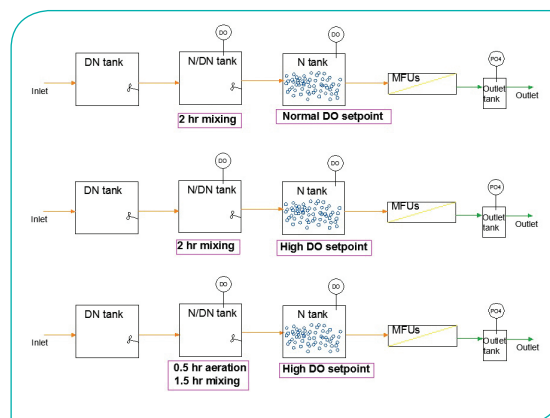 DO
DO
PO4
DN tank
N/DN tank
N tank
MFUs
Outlet
tank
Inlet
Outlet
2 hr mixing
Normal DO setpoint
DO
DO
PO4
DN tank
N/DN tank
N tank
MFUs
Outlet
tank
Inlet
Outlet
2 hr mixing
High DO setpoint
DO
DO
PO4
DN tank
N/DN tank
N tank
MFUs
Outlet
tank
Inlet
Outlet
0.5 hr aeration
1.5 hr mixing
High DO setpoint